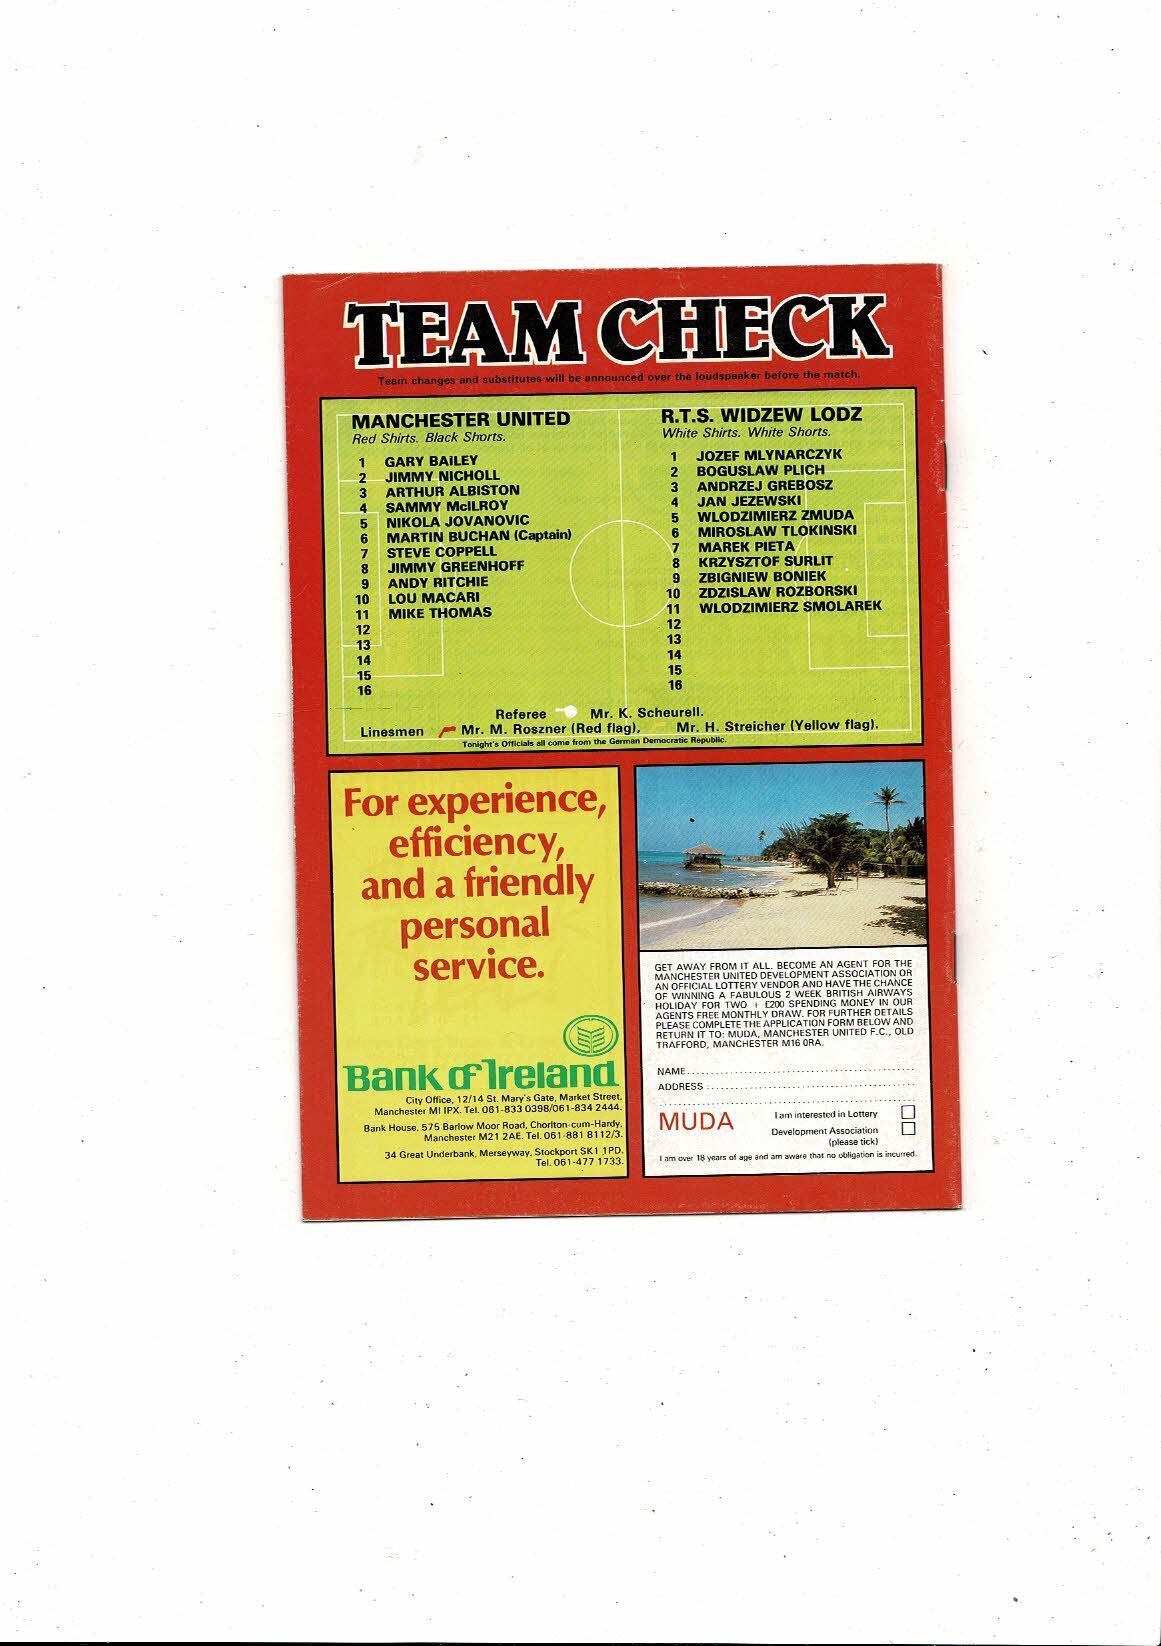 TEAM CHECK
Team changes and substitutes will be announced over the loudspeaker before the match.
MANCHESTER UNITED
Red Shirts. Black Shorts.
1 GARY BAILEY
2 JIMMY NICHOLL
3 ARTHUR ALBISTON
4 SAMMY McILROY
5 NIKOLA JOVANOVIC
6 MARTIN BUCHAN (Captain)
7 STEVE COPPELL
8 JIMMY GREENHOFF
9 ANDY RITCHIE
10 LOU MACARI
11 MIKE THOMAS
12
13
14
15
16
R.T.S. WIDZEW LODZ
White Shirts. White Shorts.
1 JOZEF MLYNARCZYK
2 BOGUSLAW PLICH
3 ANDRZEJ GREBOSZ
4 JAN JEZEWSKI
5 WLODZIMIERZ ZMUDA
6 MIROSLAW TLOKINSKI
7 MAREK PIETA
8 KRZYSZTOF SURLIT
9 ZBIGNIEW BONIEK
10 ZDZISLAW ROZBORSKI
11 WLODZIMIERZ SMOLAREK
12
13
14
15
16
Referee Mr. K. Scheurell.
Linesmen Mr. M. Roszner (Red flag), Mr. H. Streicher (Yellow flag).
Tonight's Officials all come from the German Democratic Republic.
For experience,
efficiency,
and a friendly
personal
service.
Bank of Ireland
City Office, 12/14 St. Mary's Gate, Market Street,
Manchester MI IPX. Tel. 061-833 0398/061-834 2444.
Bank House, 575 Barlow Moor Road, Chorlton-cum-Hardy,
Manchester M21 2AE. Tel. 061-881 8112/3.
34 Great Underbank, Merseyway, Stockport SK1 1PD.
Tel. 061-477 1733.
GET AWAY FROM IT ALL. BECOME AN AGENT FOR THE
MANCHESTER UNITED DEVELOPMENT ASSOCIATION OR
AN OFFICIAL LOTTERY VENDOR AND HAVE THE CHANCE
OF WINNING A FABULOUS 2 WEEK BRITISH AIRWAYS
HOLIDAY FOR TWO + £200 SPENDING MONEY IN OUR
AGENTS FREE MONTHLY DRAW. FOR FURTHER DETAILS
PLEASE COMPLETE THE APPLICATION FORM BELOW AND
RETURN IT TO: MUDA, MANCHESTER UNITED F.C., OLD
TRAFFORD, MANCHESTER M16 0RA.
NAME
ADDRESS
MUDA
I am interested in Lottery
Development Association
(please tick)
I am over 18 years of age and am aware that no obligation is incurred.